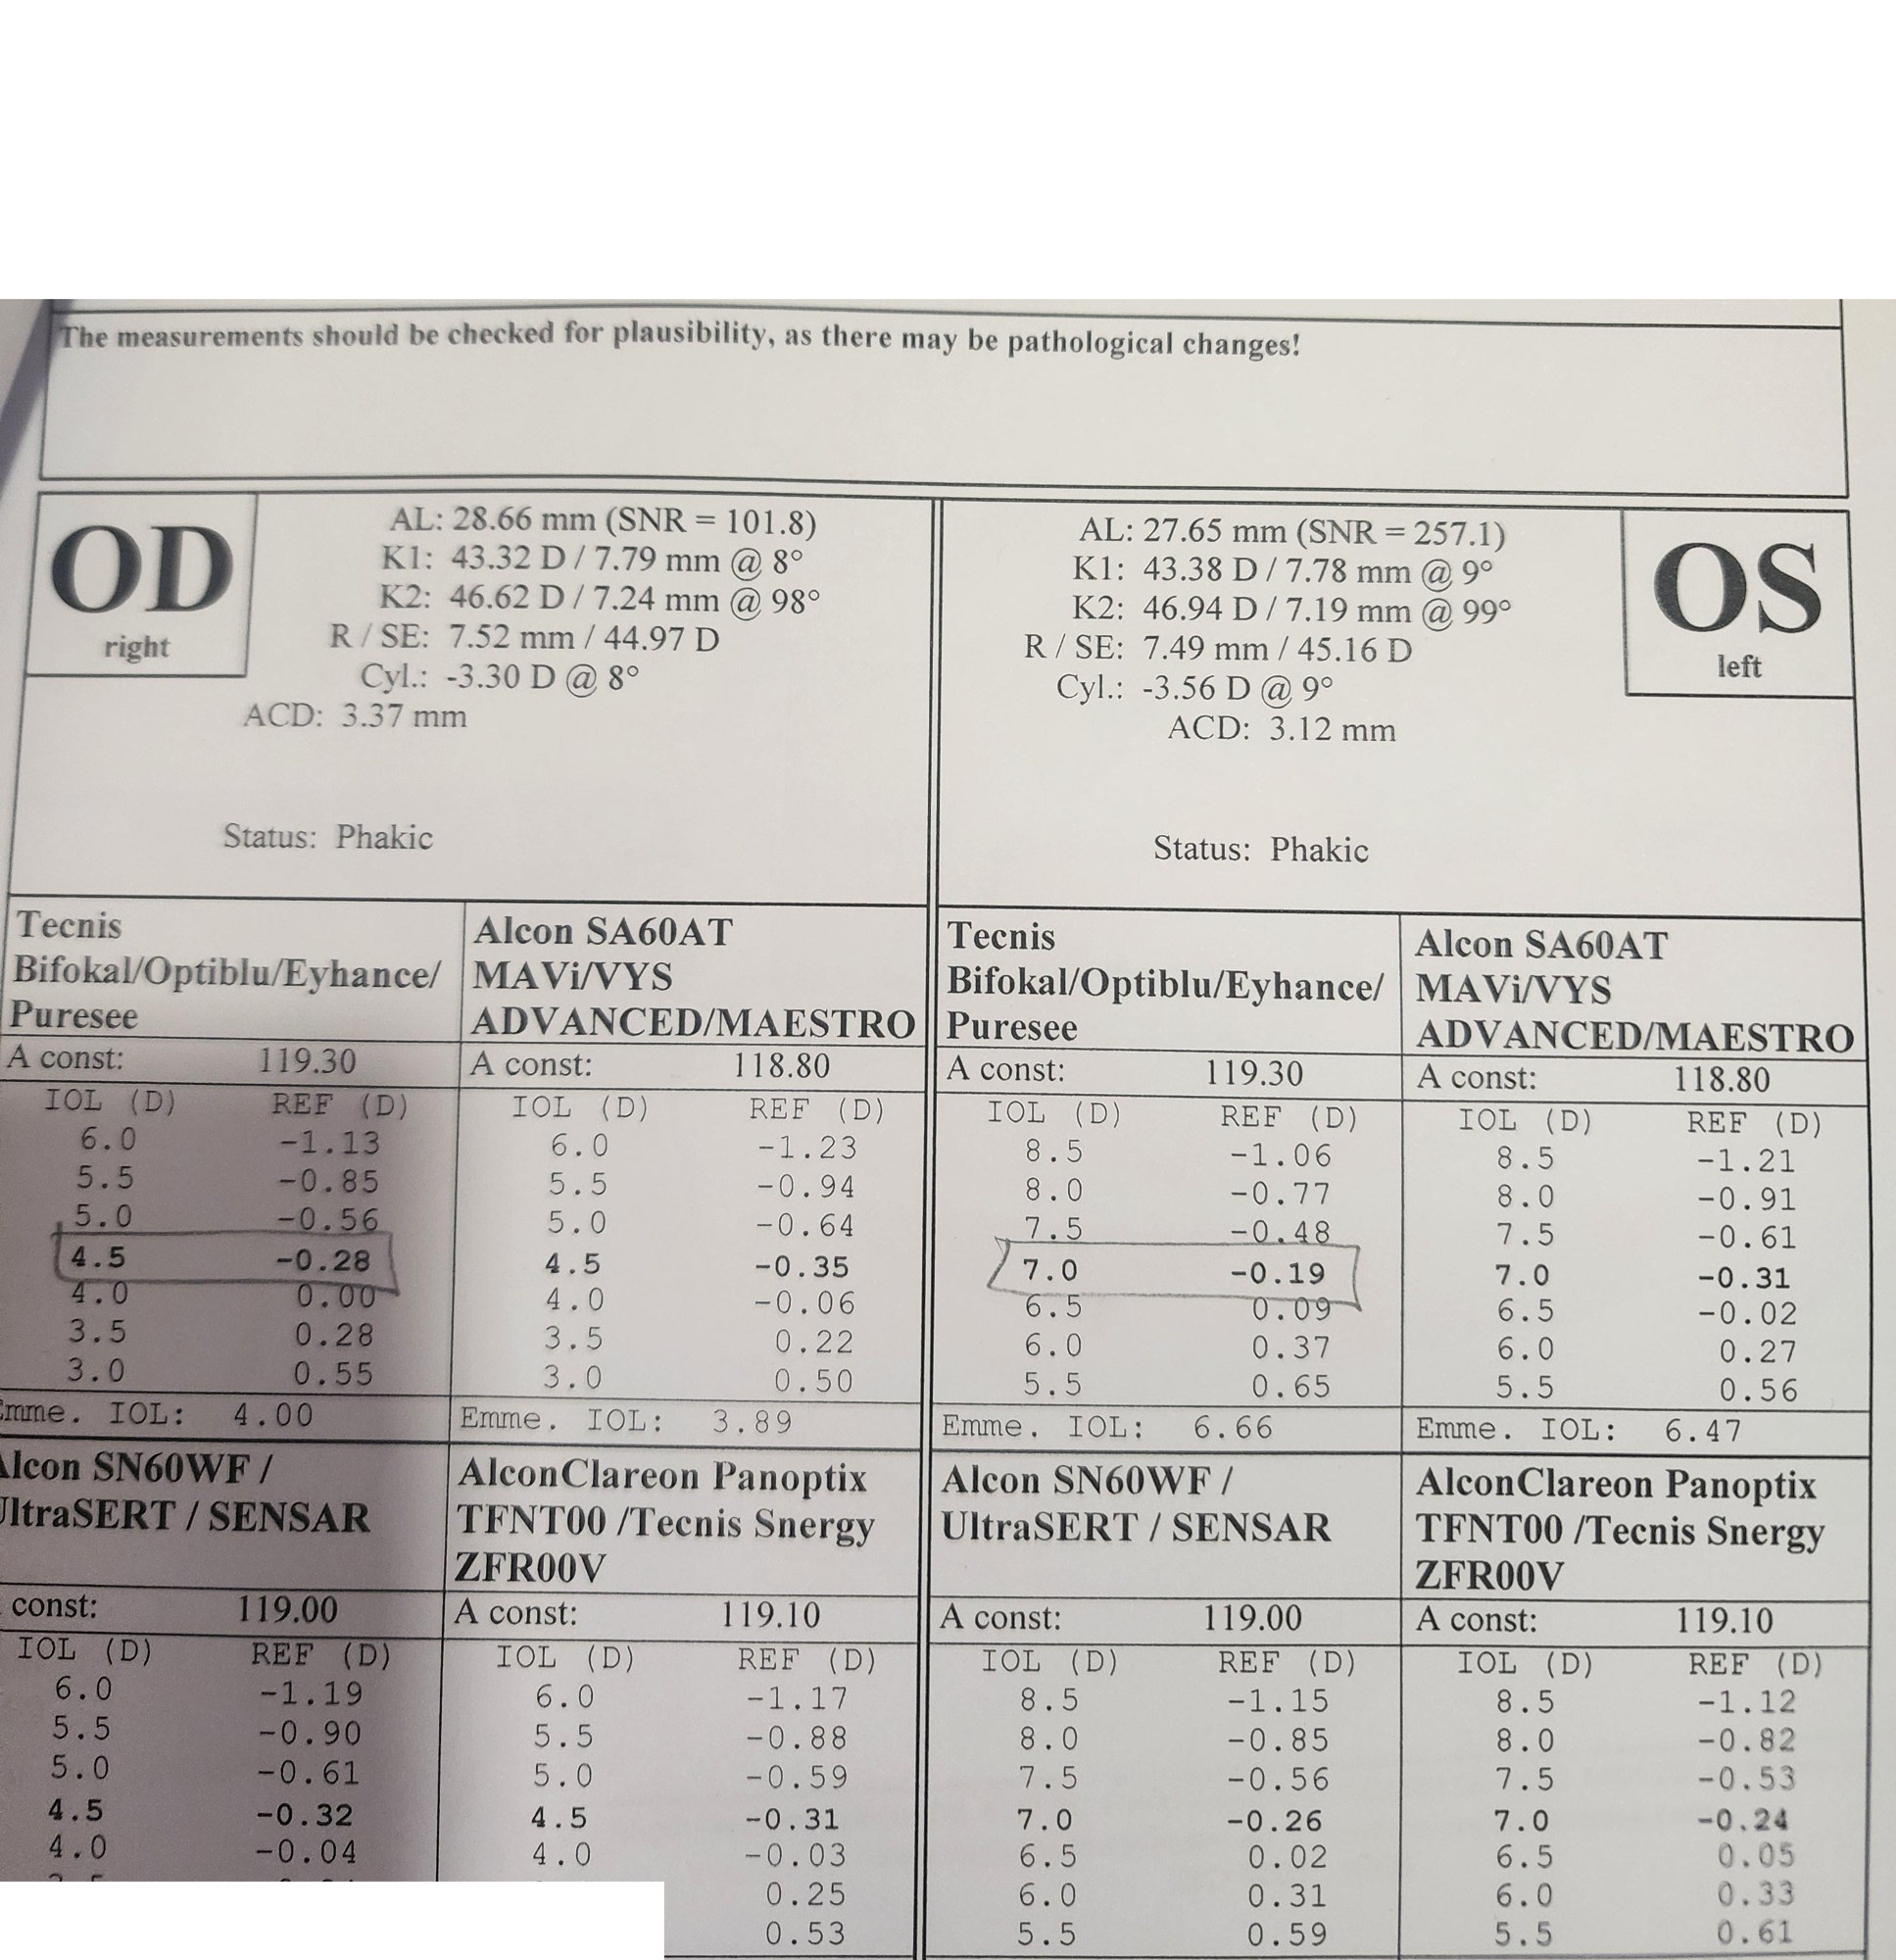 The measurements should be checked for plausibility, as there may be pathological changes!
OD
right
AL: 28.66 mm (SNR = 101.8)
K1: 43.32 D / 7.79 mm @ 8°
K2: 46.62 D / 7.24 mm @ 98°
R / SE: 7.52 mm / 44.97 D
Cyl.: -3.30 D @ 8°
ACD: 3.37 mm
Status: Phakic
AL: 27.65 mm (SNR = 257.1)
K1: 43.38 D / 7.78 mm @ 9°
K2: 46.94 D / 7.19 mm @ 99°
R / SE: 7.49 mm / 45.16 D
Cyl.: -3.56 D @ 9°
ACD: 3.12 mm
Status: Phakic
OS
left
Tecnis
Bifokal/Optiblu/Eyhance/
Puresee
A const: 119.30
IOL (D) REF (D)
6.0 -1.13
5.5 -0.85
5.0 -0.56
4.5 -0.28
4.0 0.00
3.5 0.28
3.0 0.55
Emme. IOL: 4.00
Alcon SA60AT
MAVi/VYS
ADVANCED/MAESTRO
A const: 118.80
IOL (D) REF (D)
6.0 -1.23
5.5 -0.94
5.0 -0.64
4.5 -0.35
4.0 -0.06
3.5 0.22
3.0 0.50
Emme. IOL: 3.89
Tecnis
Bifokal/Optiblu/Eyhance/
Puresee
A const: 119.30
IOL (D) REF (D)
8.5 -1.06
8.0 -0.77
7.5 -0.48
7.0 -0.19
6.5 0.09
6.0 0.37
5.5 0.65
Emme. IOL: 6.66
Alcon SA60AT
MAVi/VYS
ADVANCED/MAESTRO
A const: 118.80
IOL (D) REF (D)
8.5 -1.21
8.0 -0.91
7.5 -0.61
7.0 -0.31
6.5 -0.02
6.0 0.27
5.5 0.56
Emme. IOL: 6.47
Alcon SN60WF /
UltraSERT / SENSAR
const: 119.00
IOL (D) REF (D)
6.0 -1.19
5.5 -0.90
5.0 -0.61
4.5 -0.32
4.0 -0.04
AlconClareon Panoptix
TFNT00 /Tecnis Snergy
ZFR00V
A const: 119.10
IOL (D) REF (D)
6.0 -1.17
5.5 -0.88
5.0 -0.59
4.5 -0.31
4.0 -0.03
0.25
0.53
Alcon SN60WF /
UltraSERT / SENSAR
A const: 119.00
IOL (D) REF (D)
8.5 -1.15
8.0 -0.85
7.5 -0.56
7.0 -0.26
6.5 0.02
6.0 0.31
5.5 0.59
AlconClareon Panoptix
TFNT00 /Tecnis Snergy
ZFR00V
A const: 119.10
IOL (D) REF (D)
8.5 -1.12
8.0 -0.82
7.5 -0.53
7.0 -0.24
6.5 0.05
6.0 0.33
5.5 0.61